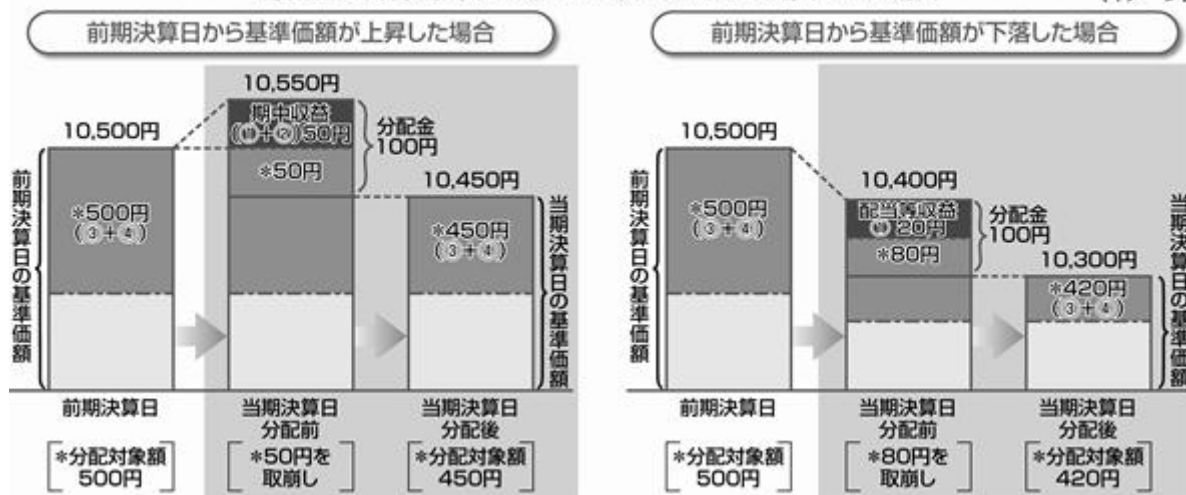 前期決算日から基準価額が上昇した場合
10,500円
前期決算日の基準価額
*500円
(③+④)
前期決算日
*分配対象額
500円
10,550円
期中収益
(①+②)50円
*50円
分配金
100円
当期決算日
分配前
*50円を
取崩し
10,450円
*450円
(③+④)
当期決算日の基準価額
当期決算日
分配後
*分配対象額
450円
前期決算日から基準価額が下落した場合
10,500円
前期決算日の基準価額
*500円
(③+④)
前期決算日
*分配対象額
500円
10,400円
配当等収益
① 20円
*80円
分配金
100円
当期決算日
分配前
*80円を
取崩し
10,300円
*420円
(③+④)
当期決算日の基準価額
当期決算日
分配後
*分配対象額
420円